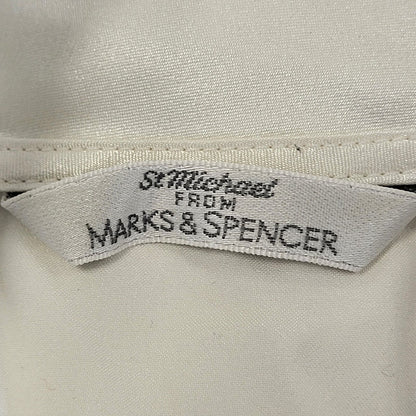 St Michael
FROM
MARKS & SPENCER